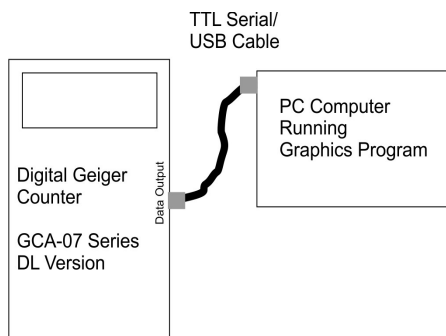 TTL Serial/
USB Cable
PC Computer
Running
Graphics Program
Digital Geiger
Counter
Data Output
GCA-07 Series
DL Version